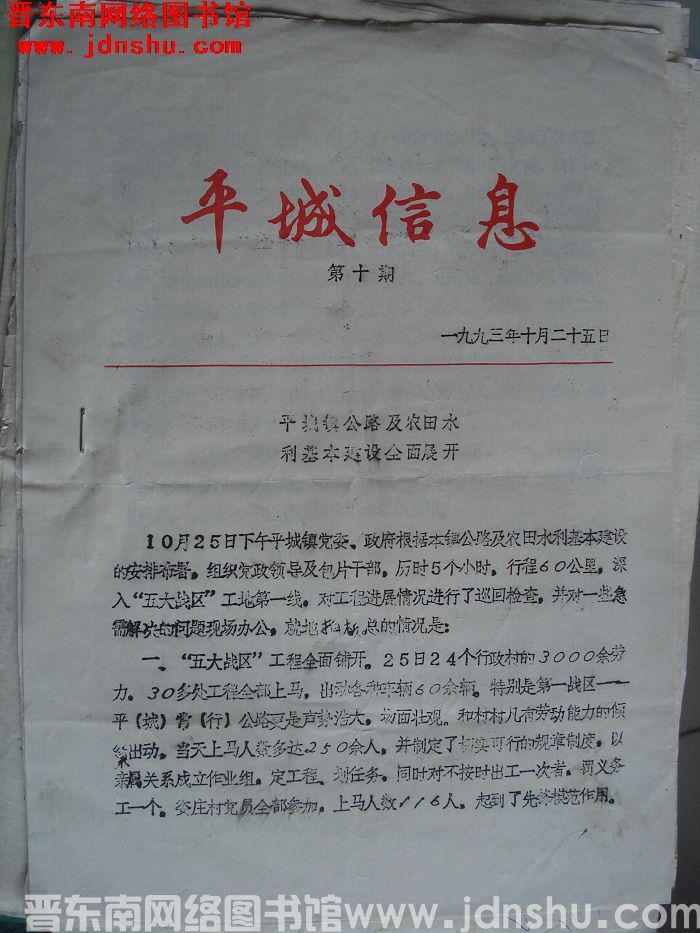 晋东南网络图书馆
www.jdnshu.com
平城信息
第十期
一九九三年十月二十五日
平城镇公路及农田水
利基本建设全面展开
10月25日下午平城镇党委、政府根据本镇公路及农田水利基本建设
的安排布署，组织党政领导及包片干部，历时5个小时，行程60公里，深
入“五大战区”工地第一线，对工程进展情况进行了巡回检查，并对一些急
需解决的问题现场办公，就地 总的情况是：
一、“五大战区”工程全面铺开。25日24个行政村的3000余劳
力。30多处工程全部上马，出动各种车辆60余辆。特别是第一战区——
平（城）（行）公路更是声势浩大，场面壮观。和村村凡有劳动能力的倾
出动，当天上马人数多达250余人，并制定了切实可行的规章制度，以
亲属关系成立作业组，定工程、划任务。同时对不按时出工一次者，罚义务
工一个。娄庄村党员全部参加，上马人数116人。起到了先锋模范作用。
晋东南网络图书馆 www.jdnshu.com